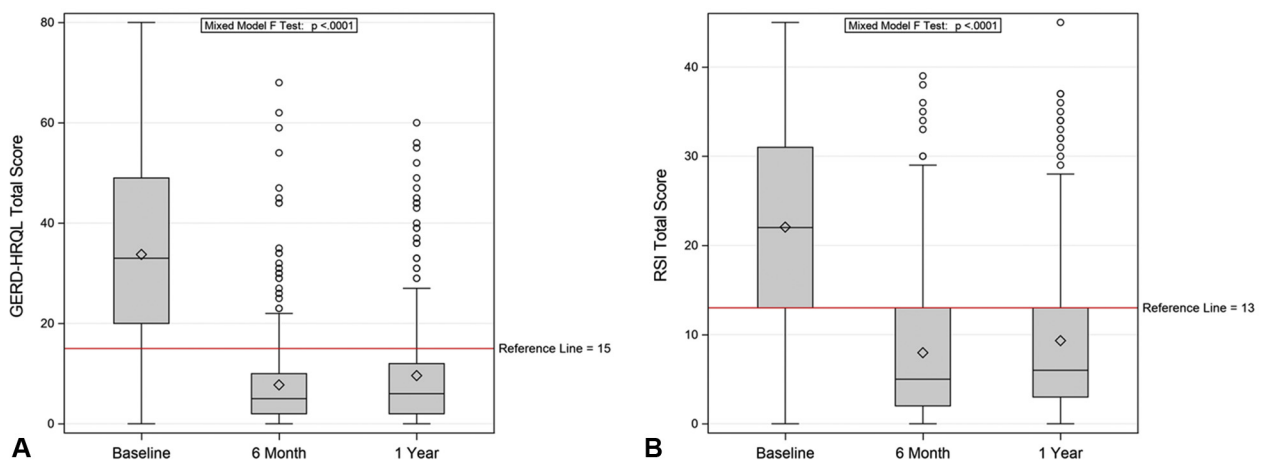 Mixed Model F Test: p <.0001
80
60
40
20
0
GERD-HRQL Total Score
Reference Line = 15
Baseline
6 Month
1 Year
A
Mixed Model F Test: p <.0001
40
30
20
10
0
RSI Total Score
Reference Line = 13
Baseline
6 Month
1 Year
B